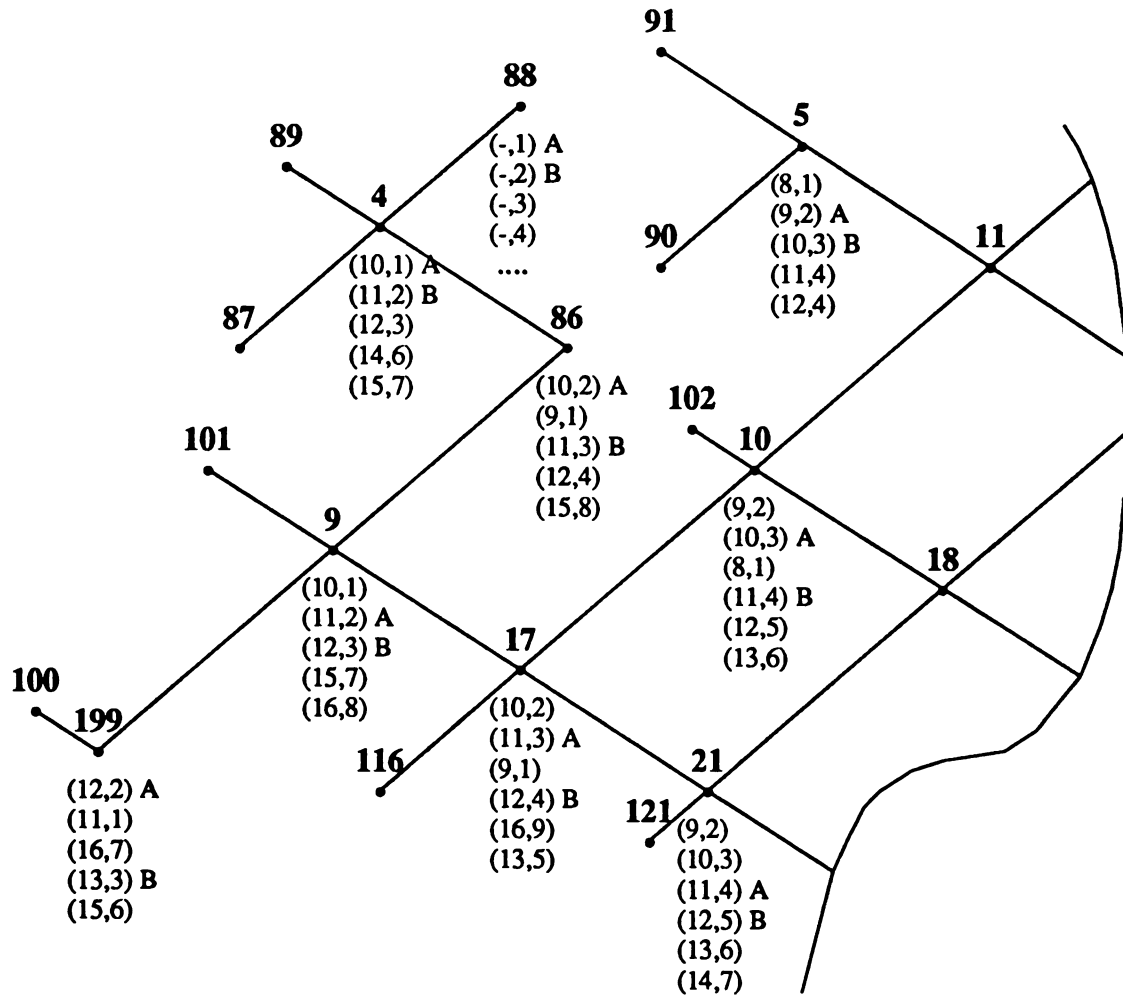 91
88
5
89
(-,1) A
(-,2) B
(-,3)
(-,4)
....
4
(8,1)
(9,2) A
(10,3) B
(11,4)
(12,4)
90
11
(10,1) A
(11,2) B
(12,3)
(14,6)
(15,7)
87
86
(10,2) A
(9,1)
(11,3) B
(12,4)
(15,8)
102
10
101
9
(9,2)
(10,3) A
(8,1)
(11,4) B
(12,5)
(13,6)
18
(10,1)
(11,2) A
(12,3) B
(15,7)
(16,8)
17
100
199
(10,2)
(11,3) A
(9,1)
(12,4) B
(16,9)
(13,5)
116
21
(12,2) A
(11,1)
(16,7)
(13,3) B
(15,6)
121
(9,2)
(10,3)
(11,4) A
(12,5) B
(13,6)
(14,7)